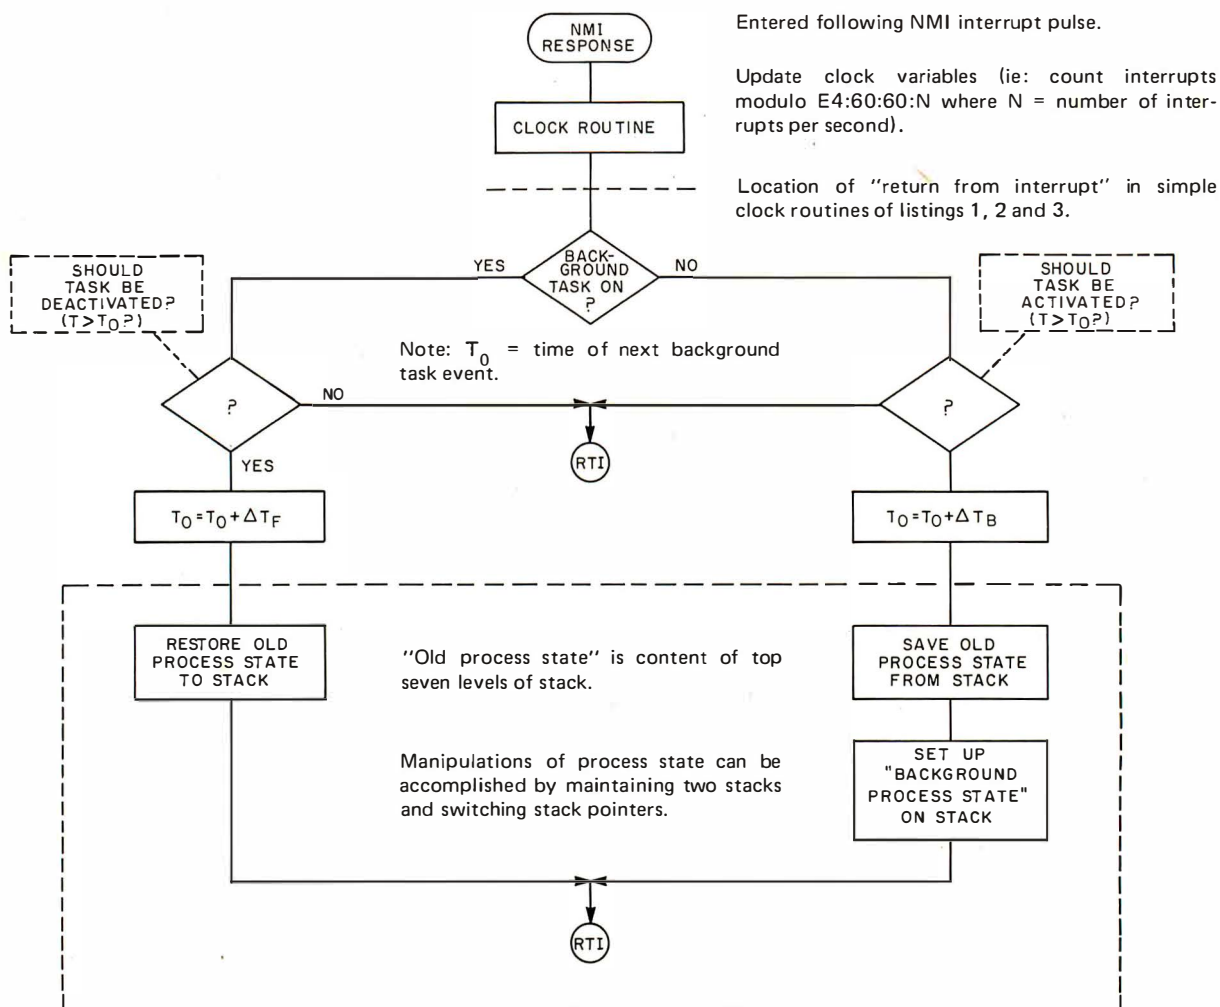 NMI
RESPONSE
Entered following NMI interrupt pulse.
Update clock variables (ie: count interrupts
modulo E4:60:60:N where N = number of inter-
rupts per second).
CLOCK ROUTINE
Location of "return from interrupt" in simple
clock routines of listings 1, 2 and 3.
YES
BACK-
GROUND
TASK ON
?
NO
SHOULD
TASK BE
DEACTIVATED?
(T>T0?)
SHOULD
TASK BE
ACTIVATED?
(T>T0?)
Note: T0 = time of next background
task event.
?
NO
?
RTI
YES
T0=T0+ΔTF
T0=T0+ΔTB
RESTORE OLD
PROCESS STATE
TO STACK
"Old process state" is content of top
seven levels of stack.
SAVE OLD
PROCESS STATE
FROM STACK
Manipulations of process state can be
accomplished by maintaining two stacks
and switching stack pointers.
SET UP
"BACKGROUND
PROCESS STATE"
ON STACK
RTI